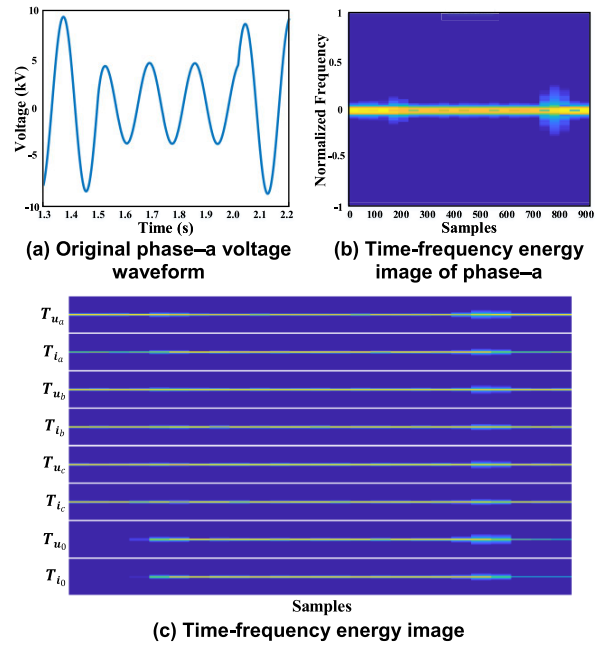 10
5
0
-5
-10
Voltage (kV)
1.3 1.4 1.5 1.6 1.7 1.8 1.9 2.0 2.1 2.2
Time (s)
(a) Original phase–a voltage
waveform
1
0.5
0
-0.5
-1
Normalized Frequency
0 100 200 300 400 500 600 700 800 900
Samples
(b) Time-frequency energy
image of phase–a
T_{u_a}
T_{i_a}
T_{u_b}
T_{i_b}
T_{u_c}
T_{i_c}
T_{u_0}
T_{i_0}
Samples
(c) Time-frequency energy image